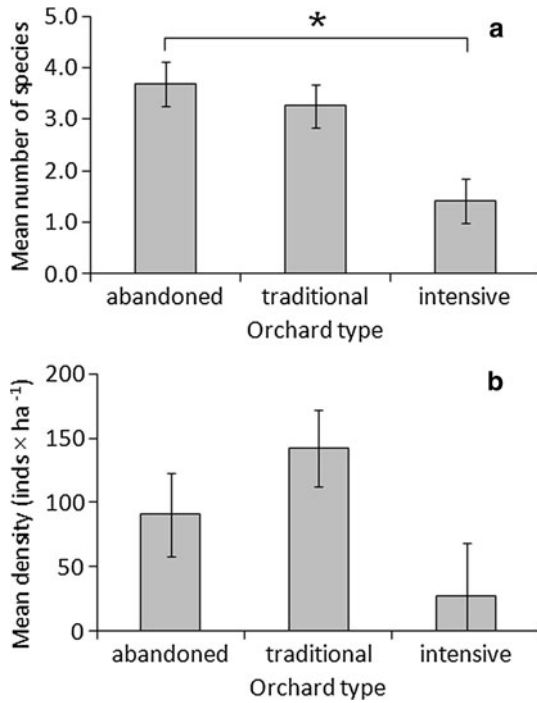 a
*
Mean number of species
5.0
4.0
3.0
2.0
1.0
0.0
abandoned traditional intensive
Orchard type
b
Mean density (inds × ha⁻¹)
200
150
100
50
0
abandoned traditional intensive
Orchard type